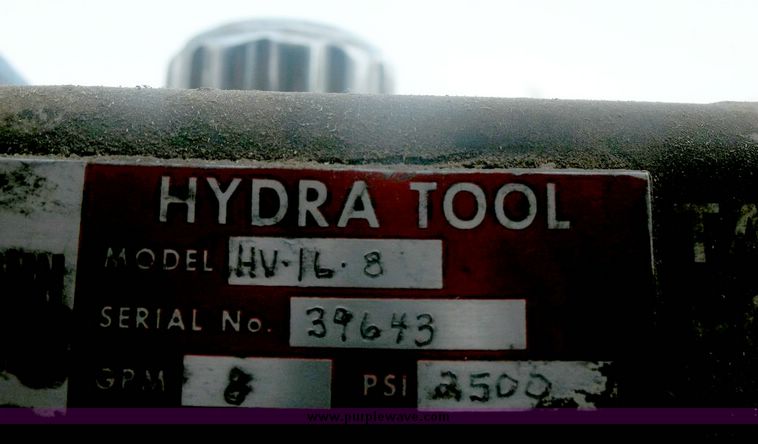 HYDRA TOOL
MODEL HV-16-8
SERIAL No. 39643
GPM 8 PSI 2500
www.purplewave.com